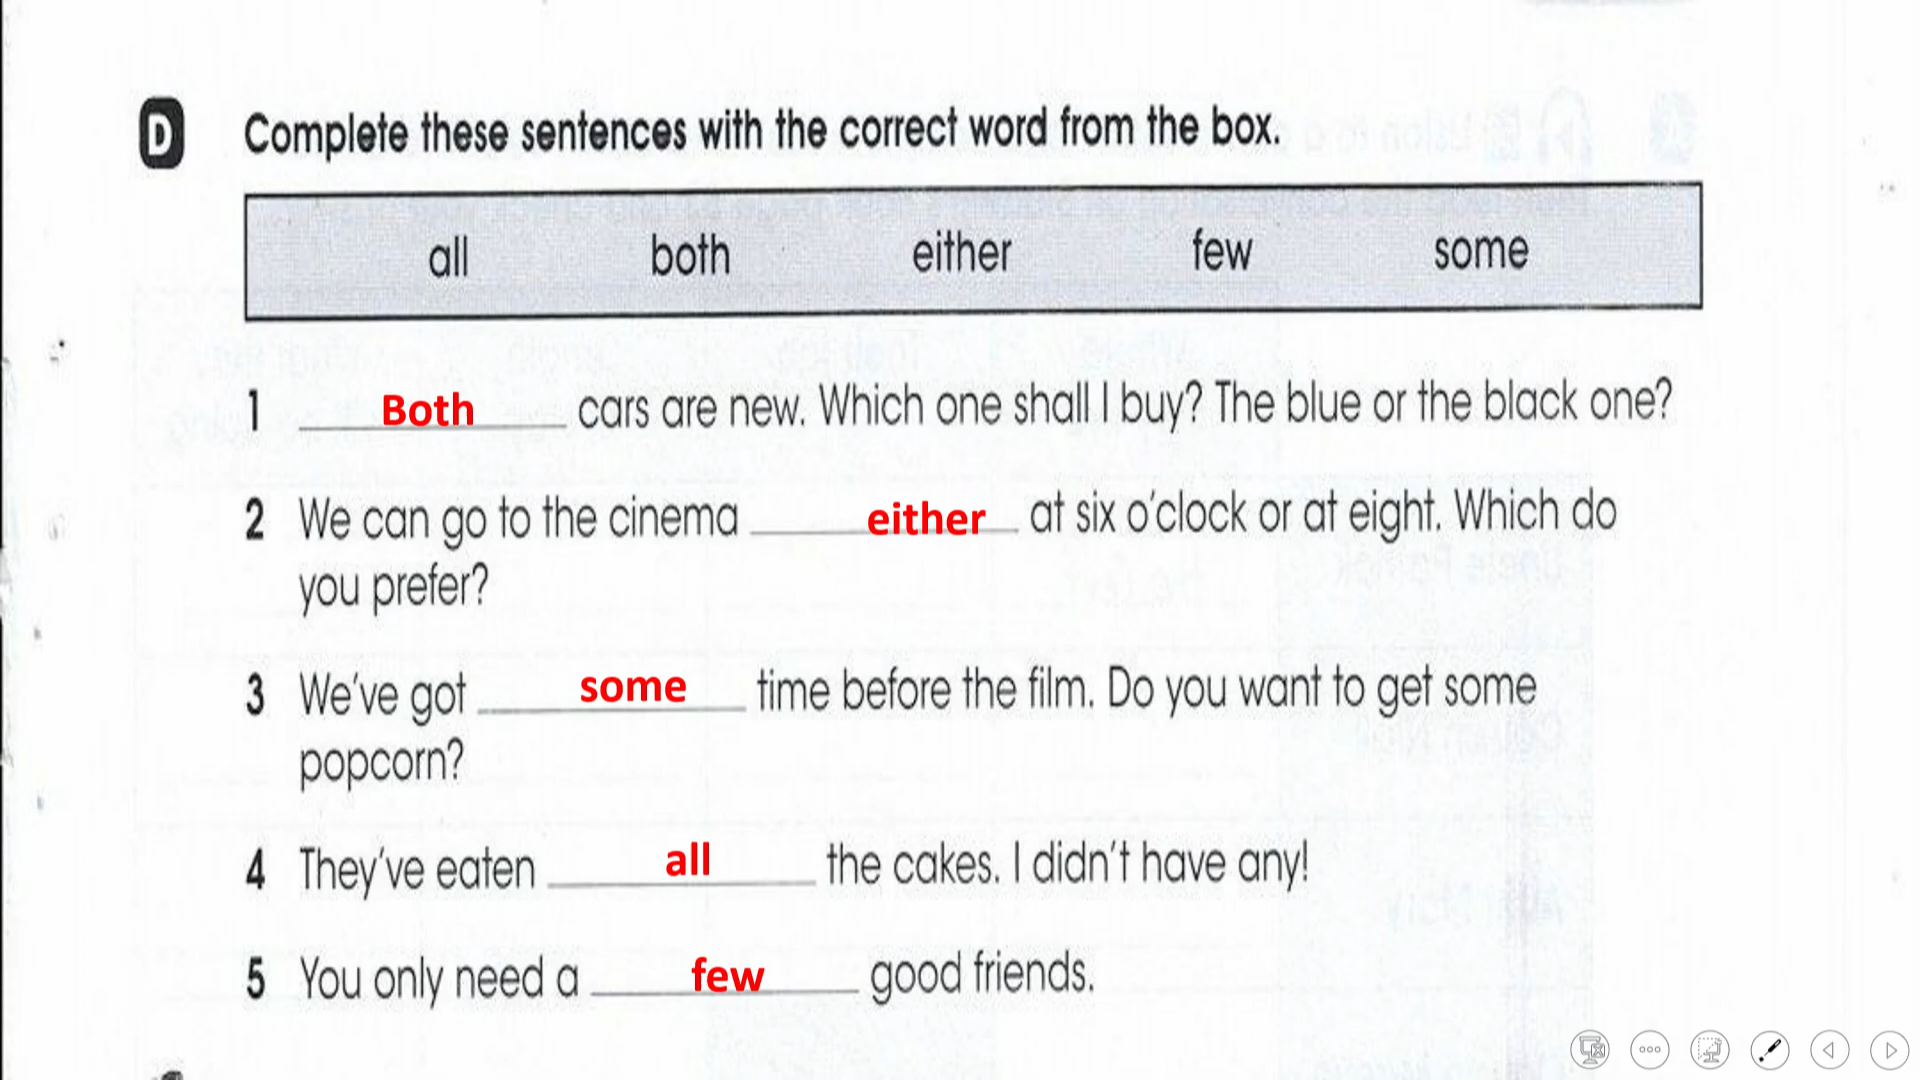 D Complete these sentences with the correct word from the box.
all both either few some
1 Both cars are new. Which one shall I buy? The blue or the black one?
2 We can go to the cinema either at six o'clock or at eight. Which do
you prefer?
3 We've got some time before the film. Do you want to get some
popcorn?
4 They've eaten all the cakes. I didn't have any!
5 You only need a few good friends.